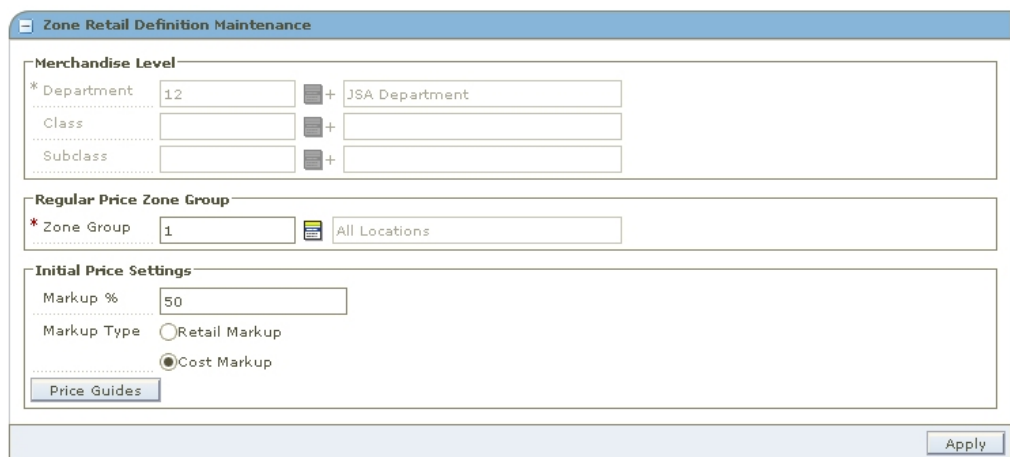 Zone Retail Definition Maintenance
Merchandise Level
* Department 12 + JSA Department
Class +
Subclass +
Regular Price Zone Group
* Zone Group 1 All Locations
Initial Price Settings
Markup % 50
Markup Type Retail Markup
Cost Markup
Price Guides
Apply